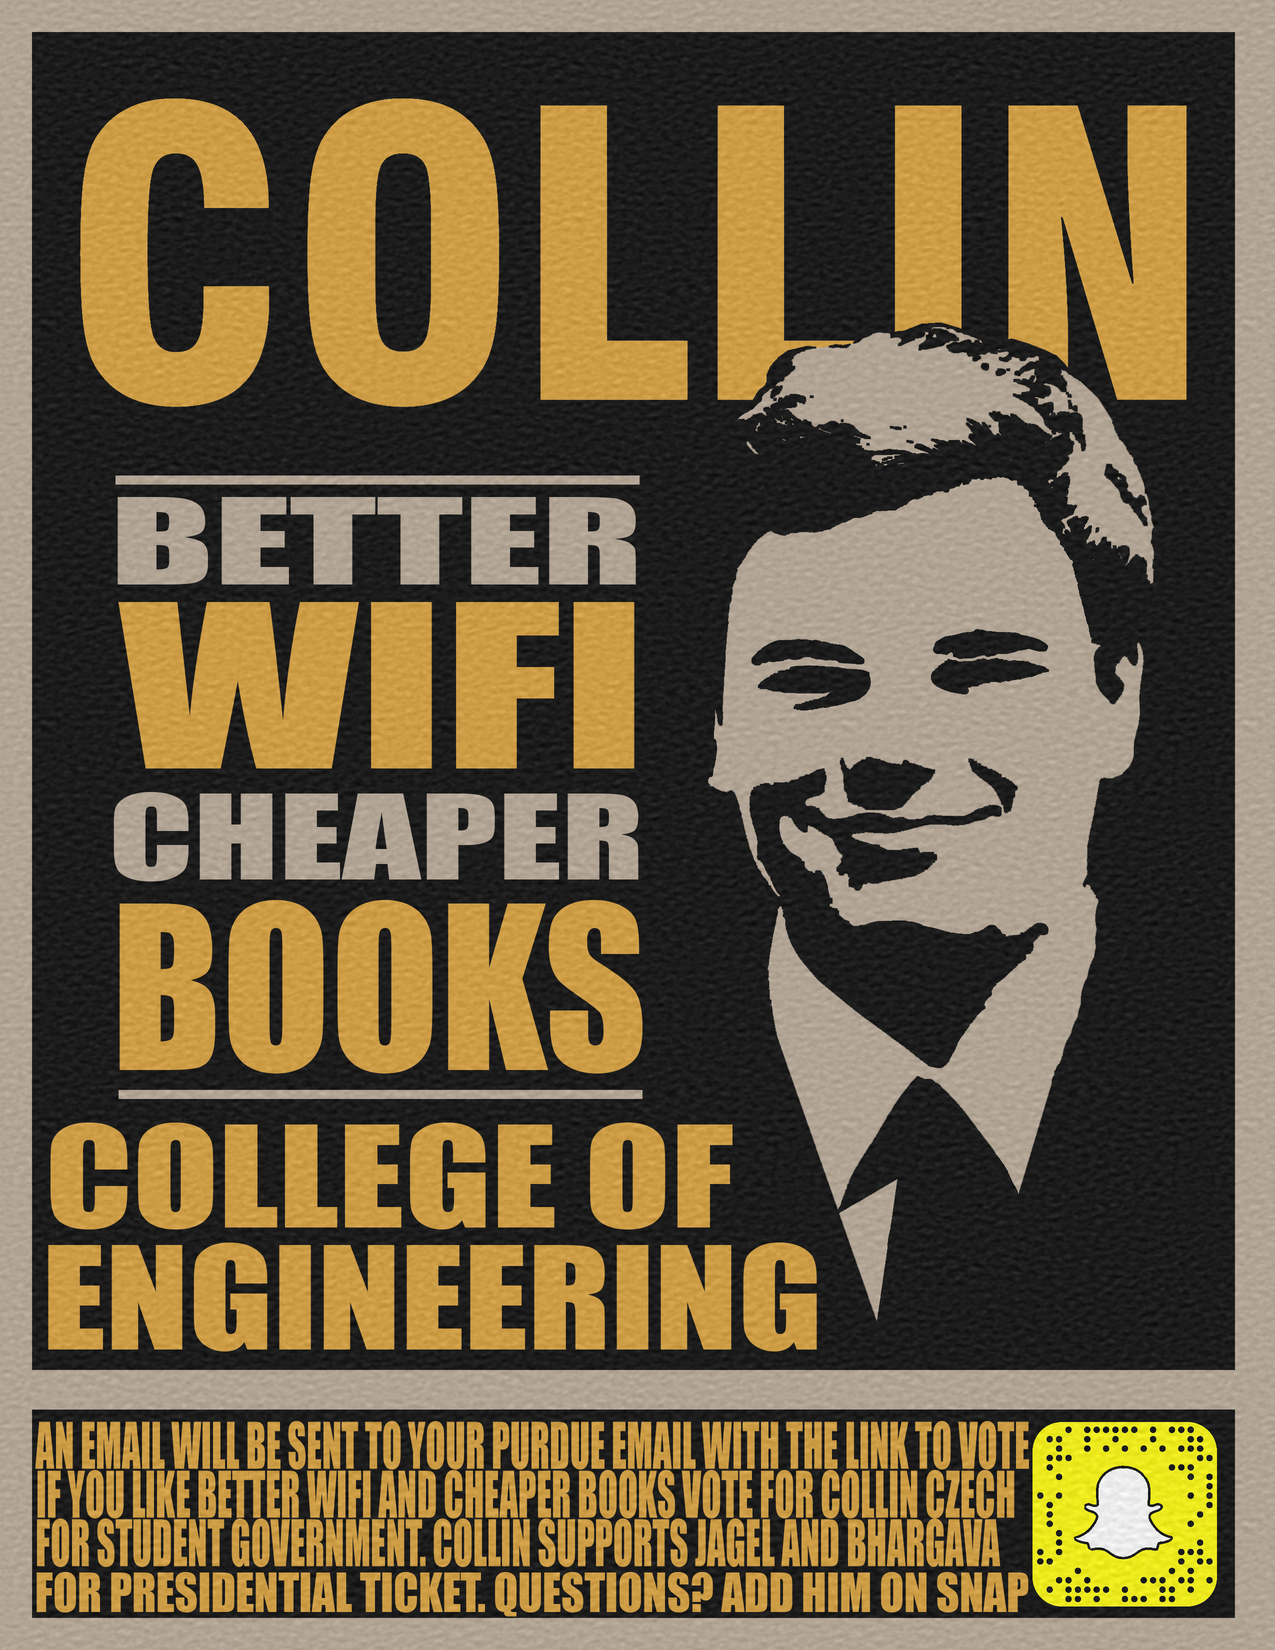 COLLIN
BETTER
WIFI
CHEAPER
BOOKS
COLLEGE OF
ENGINEERING
AN EMAIL WILL BE SENT TO YOUR PURDUE EMAIL WITH THE LINK TO VOTE
IF YOU LIKE BETTER WIFI AND CHEAPER BOOKS VOTE FOR COLLIN CZECH
FOR STUDENT GOVERNMENT. COLLIN SUPPORTS JAGEL AND BHARGAVA
FOR PRESIDENTIAL TICKET. QUESTIONS? ADD HIM ON SNAP